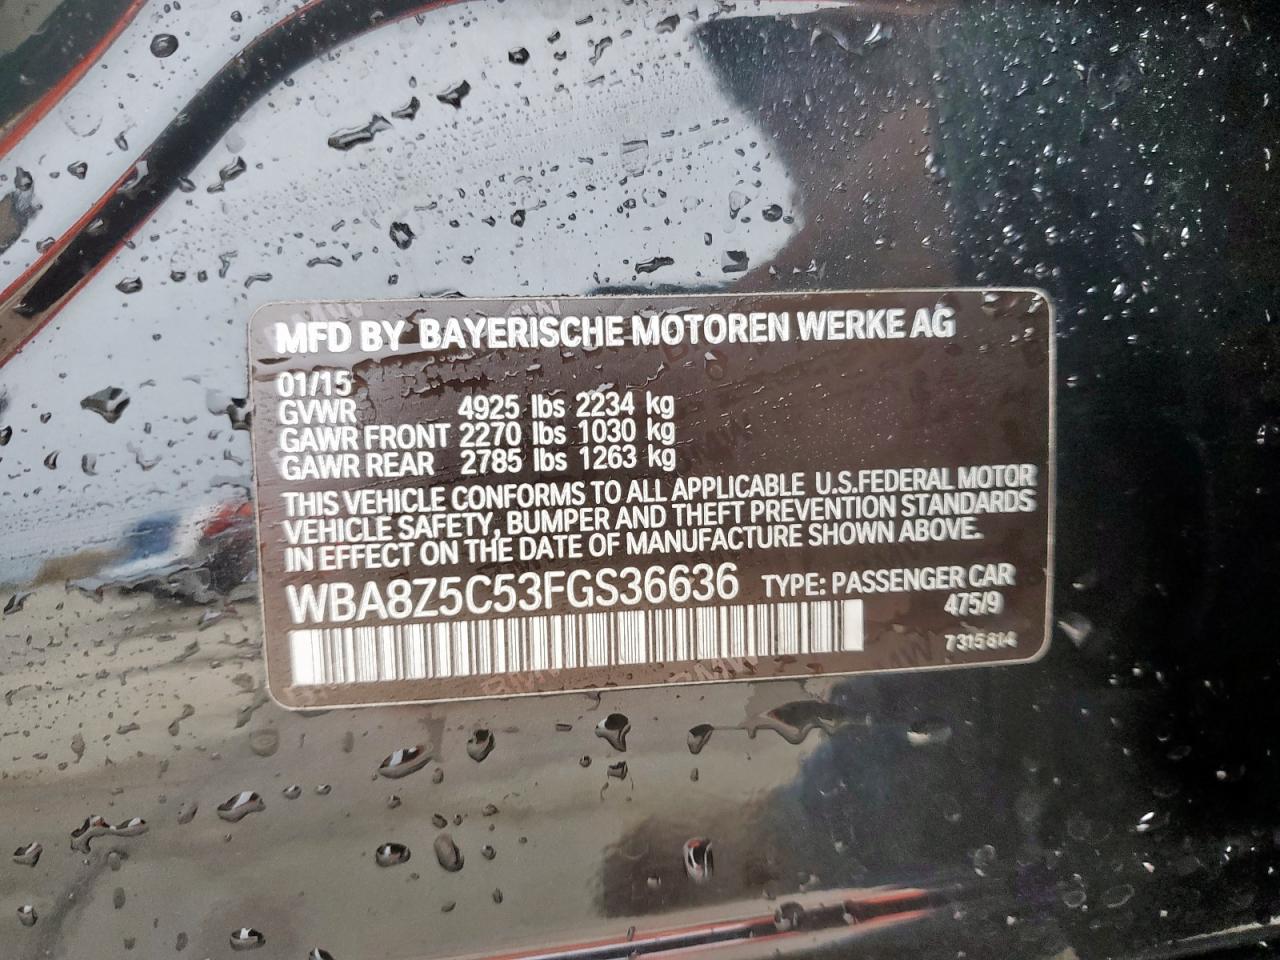 MFD BY BAYERISCHE MOTOREN WERKE AG
01/15
GVWR 4925 lbs 2234 kg
GAWR FRONT 2270 lbs 1030 kg
GAWR REAR 2785 lbs 1263 kg
THIS VEHICLE CONFORMS TO ALL APPLICABLE U.S.FEDERAL MOTOR
VEHICLE SAFETY, BUMPER AND THEFT PREVENTION STANDARDS
IN EFFECT ON THE DATE OF MANUFACTURE SHOWN ABOVE.
WBA8Z5C53FGS36636 TYPE: PASSENGER CAR
475/9
7315814